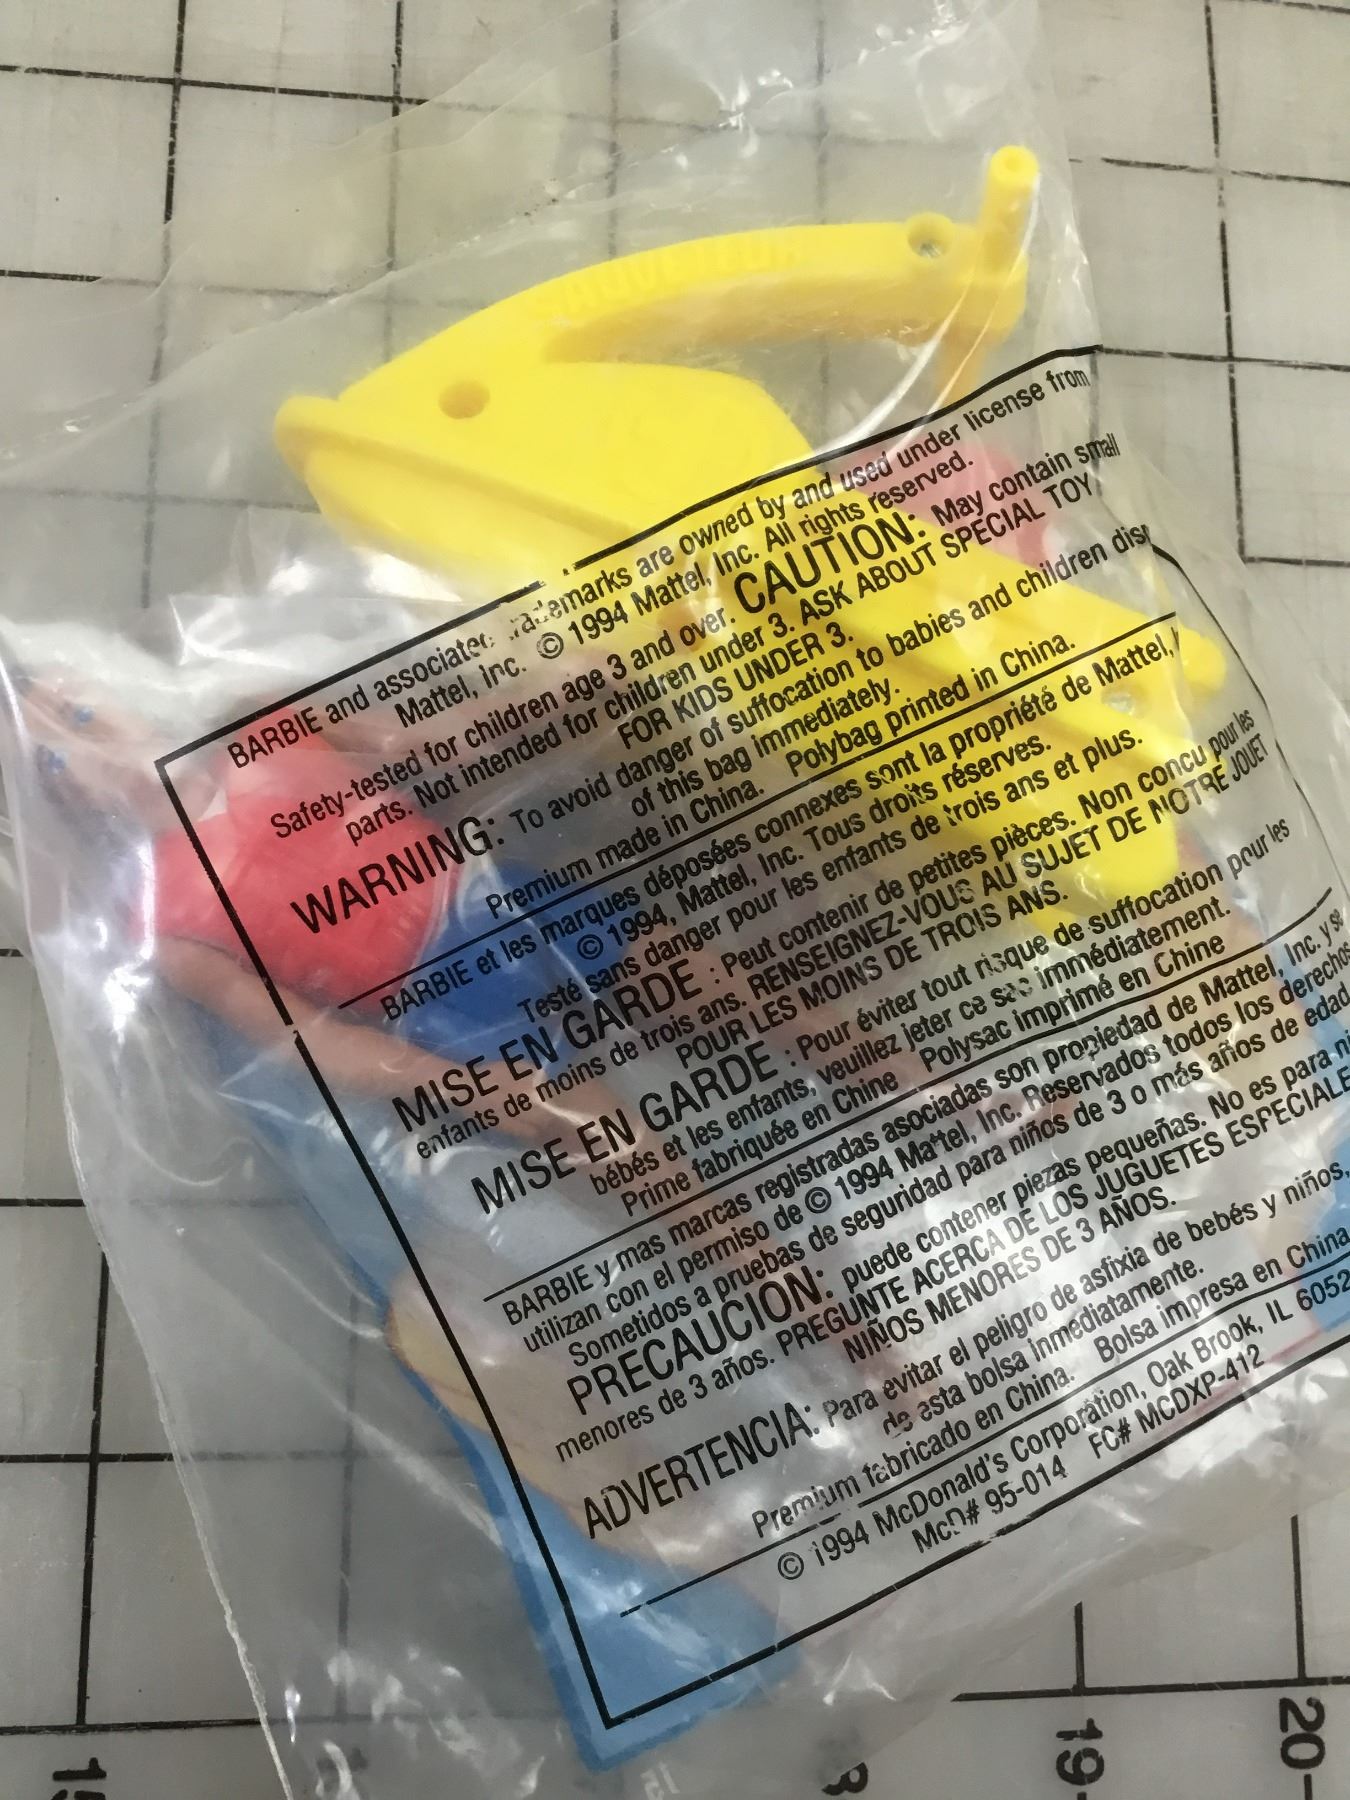 SAUVETEUR
BARBIE and associated trademarks are owned by and used under license from
Mattel, Inc. © 1994 Mattel, Inc. All rights reserved.
Safety-tested for children age 3 and over. CAUTION: May contain small
parts. Not intended for children under 3. ASK ABOUT SPECIAL TOY
FOR KIDS UNDER 3.
WARNING: To avoid danger of suffocation to babies and children
of this bag immediately.
Premium made in China. Polybag printed in China.
BARBIE et les marques déposées connexes sont la propriété de Mattel,
© 1994, Mattel, Inc. Tous droits réserves.
Testé sans danger pour les enfants de trois ans et plus.
MISE EN GARDE : Peut contenir de petites pièces. Non concu pour les
enfants de moins de trois ans. RENSEIGNEZ-VOUS AU SUJET DE NOTRE JOUET
POUR LES MOINS DE TROIS ANS.
MISE EN GARDE : Pour éviter tout risque de suffocation pour les
bébés et les enfants, veuillez jeter ce sac immédiatement.
Prime fabriquée en Chine Polysac imprimé en Chine
BARBIE y mas marcas registradas asociadas son propiedad de Mattel, Inc. y se
utilizan con el permiso de © 1994 Mattel, Inc. Reservados todos los derechos
Sometidos a pruebas de seguridad para niños de 3 o más años de edad
PRECAUCION: puede contener piezas pequeñas. No es para
menores de 3 años. PREGUNTE ACERCA DE LOS JUGUETES ESPECIALE
NIÑOS MENORES DE 3 AÑOS.
ADVERTENCIA: Para evitar el peligro de asfixia de bebés y niños,
de esta bolsa inmediatamente.
Premium fabricado en China. Bolsa impresa en China
© 1994 McDonald's Corporation, Oak Brook, IL 6052
McD# 95-014 FC# MCDXP-412
19
20